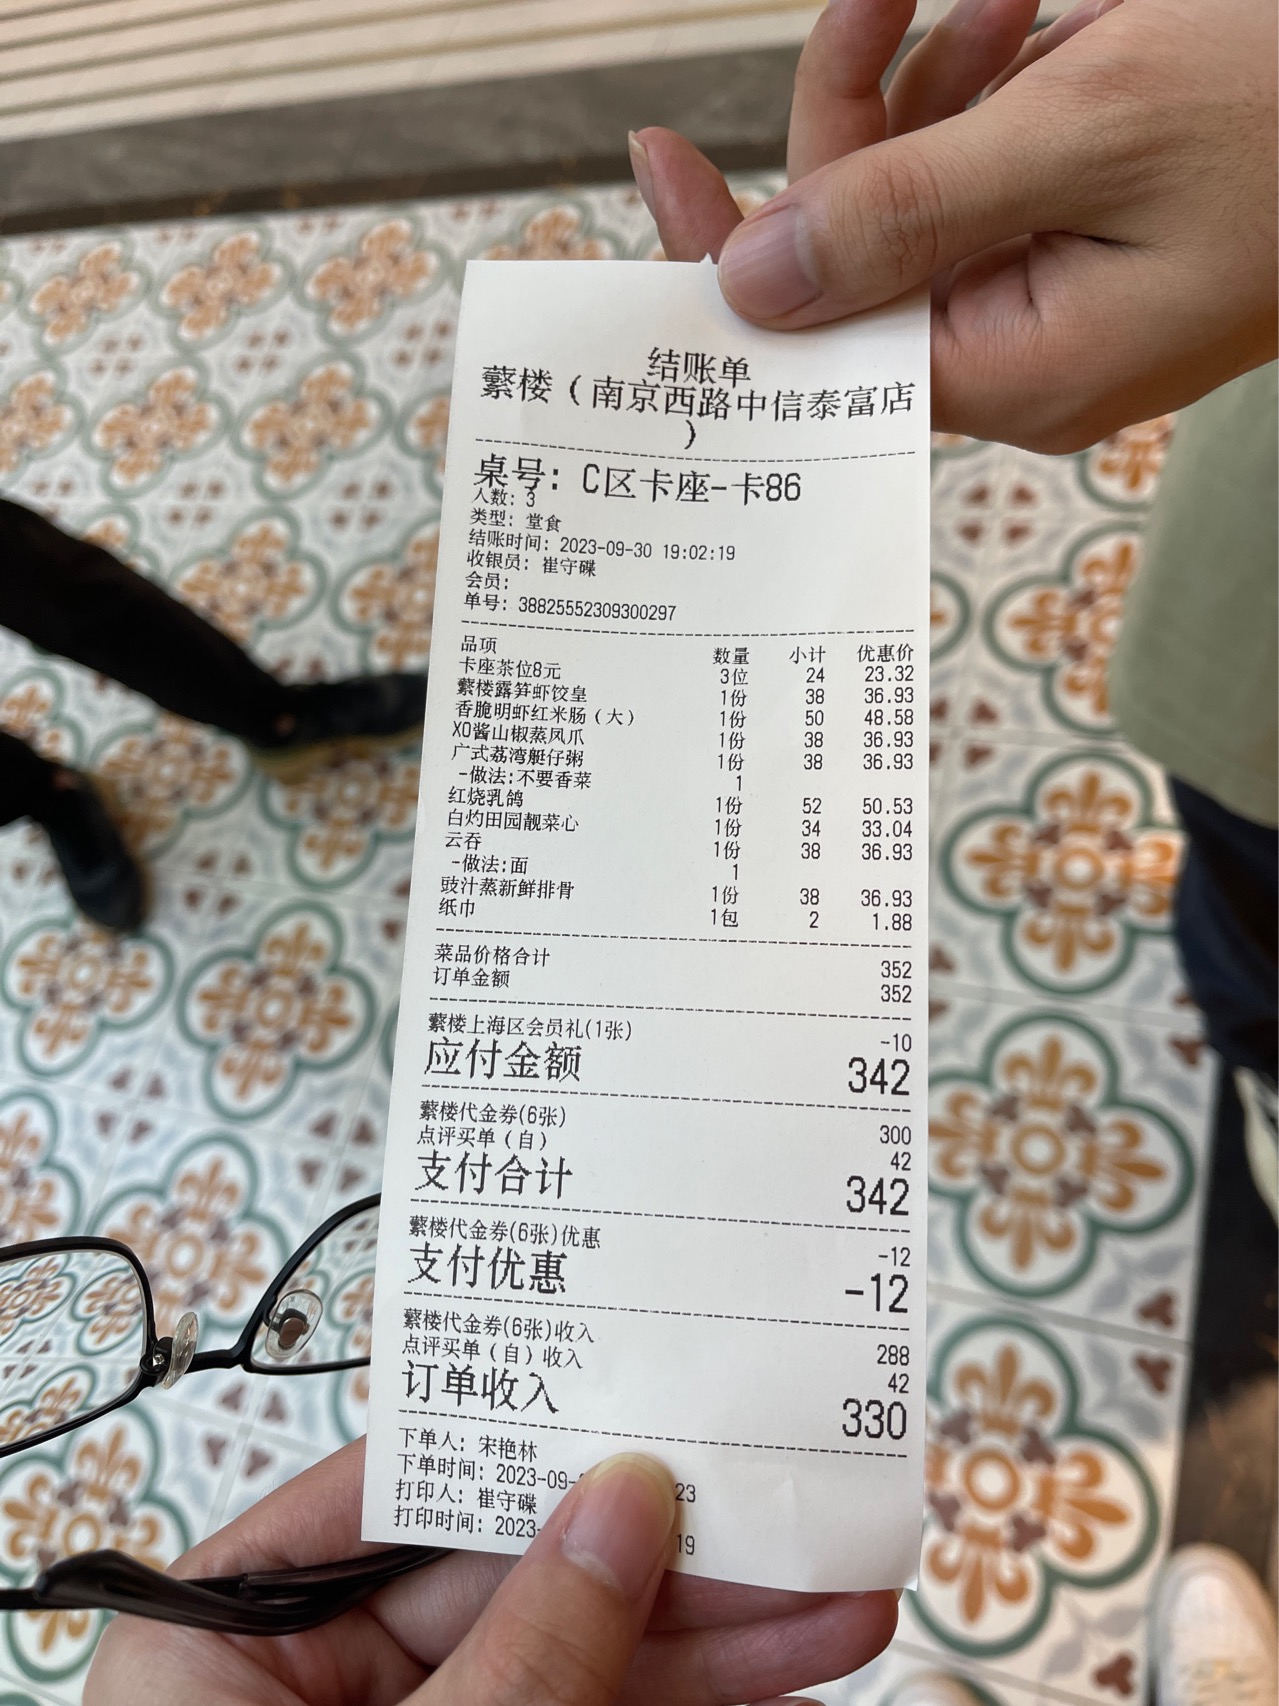 结账单
蘩楼（南京西路中信泰富店
）
桌号: C区卡座-卡86
人数: 3
类型: 堂食
结账时间: 2023-09-30 19:02:19
收银员: 崔守碟
会员:
单号: 38825552309300297
品项 数量 小计 优惠价
卡座茶位8元 3位 24 23.32
蘩楼露笋虾饺皇 1份 38 36.93
香脆明虾红米肠（大） 1份 50 48.58
XO酱山椒蒸凤爪 1份 38 36.93
广式荔湾艇仔粥 1份 38 36.93
-做法:不要香菜 1
红烧乳鸽 1份 52 50.53
白灼田园靓菜心 1份 34 33.04
云吞 1份 38 36.93
-做法:面 1
豉汁蒸新鲜排骨 1份 38 36.93
纸巾 1包 2 1.88
菜品价格合计 352
订单金额 352
蘩楼上海区会员礼(1张) -10
应付金额 342
蘩楼代金券(6张) 300
点评买单（自） 42
支付合计 342
蘩楼代金券(6张)优惠 -12
支付优惠 -12
蘩楼代金券(6张)收入 288
点评买单（自）收入 42
订单收入 330
下单人: 宋艳林
下单时间: 2023-09- 23
打印人: 崔守碟
打印时间: 2023- 19